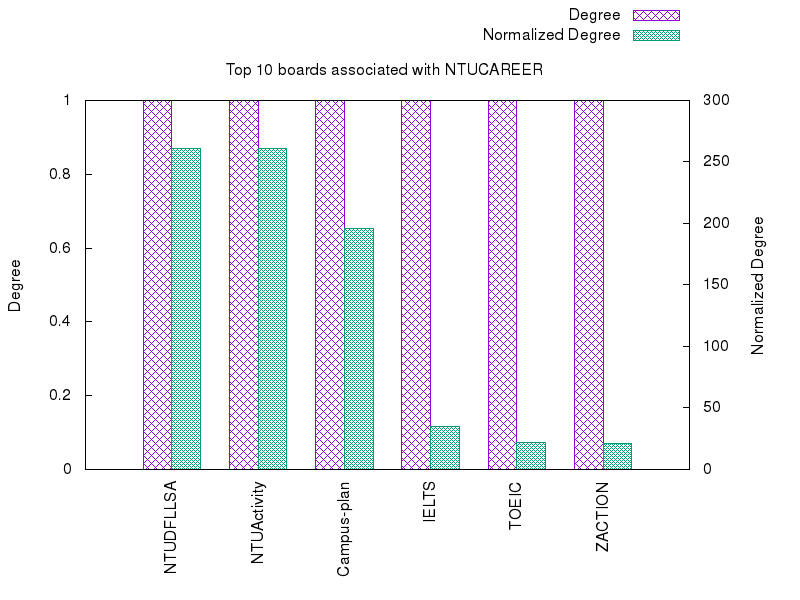 Degree
Normalized Degree
Top 10 boards associated with NTUCAREER
1
0.8
0.6
0.4
0.2
0
300
250
200
150
100
50
0
Degree
Normalized Degree
NTUDFLLSA
NTUActivity
Campus-plan
IELTS
TOEIC
ZACTION